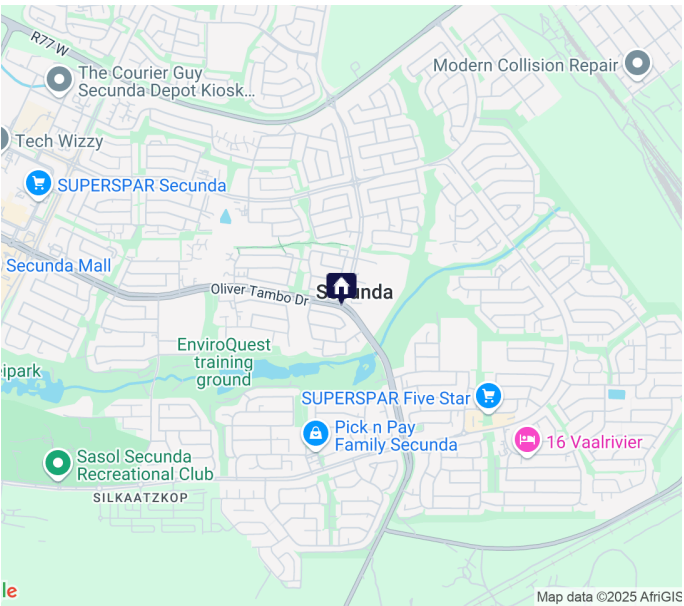 R77 W
The Courier Guy
Secunda Depot Kiosk...
Modern Collision Repair
Tech Wizzy
SUPERSPAR Secunda
Secunda Mall
Oliver Tambo Dr
EnviroQuest
training
ground
eipark
SUPERSPAR Five Star
Pick n Pay
Family Secunda
16 Vaalrivier
Sasol Secunda
Recreational Club
SILKAATZKOP
le
Map data ©2025 AfriGIS